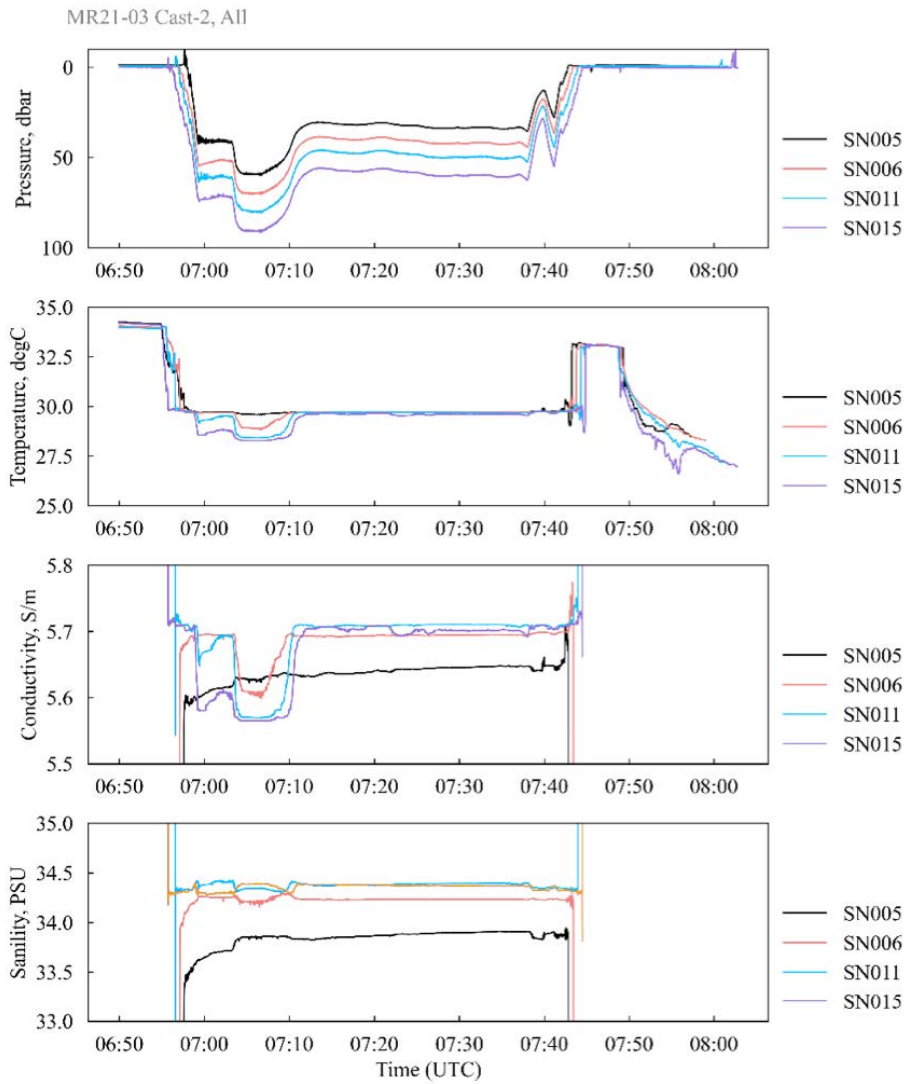 MR21-03 Cast-2, All
0
50
100
Pressure, dbar
06:50 07:00 07:10 07:20 07:30 07:40 07:50 08:00
SN005
SN006
SN011
SN015
35.0
32.5
30.0
27.5
25.0
Temperature, degC
06:50 07:00 07:10 07:20 07:30 07:40 07:50 08:00
SN005
SN006
SN011
SN015
5.8
5.7
5.6
5.5
Conductivity, S/m
06:50 07:00 07:10 07:20 07:30 07:40 07:50 08:00
SN005
SN006
SN011
SN015
35.0
34.5
34.0
33.5
33.0
Sanility, PSU
06:50 07:00 07:10 07:20 07:30 07:40 07:50 08:00
Time (UTC)
SN005
SN006
SN011
SN015